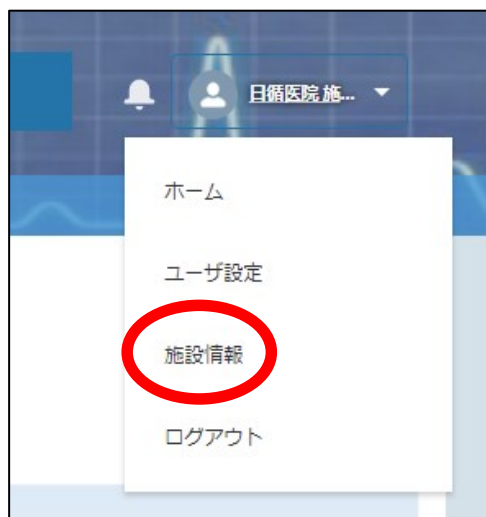 日循医院 施...
ホーム
ユーザ設定
施設情報
ログアウト